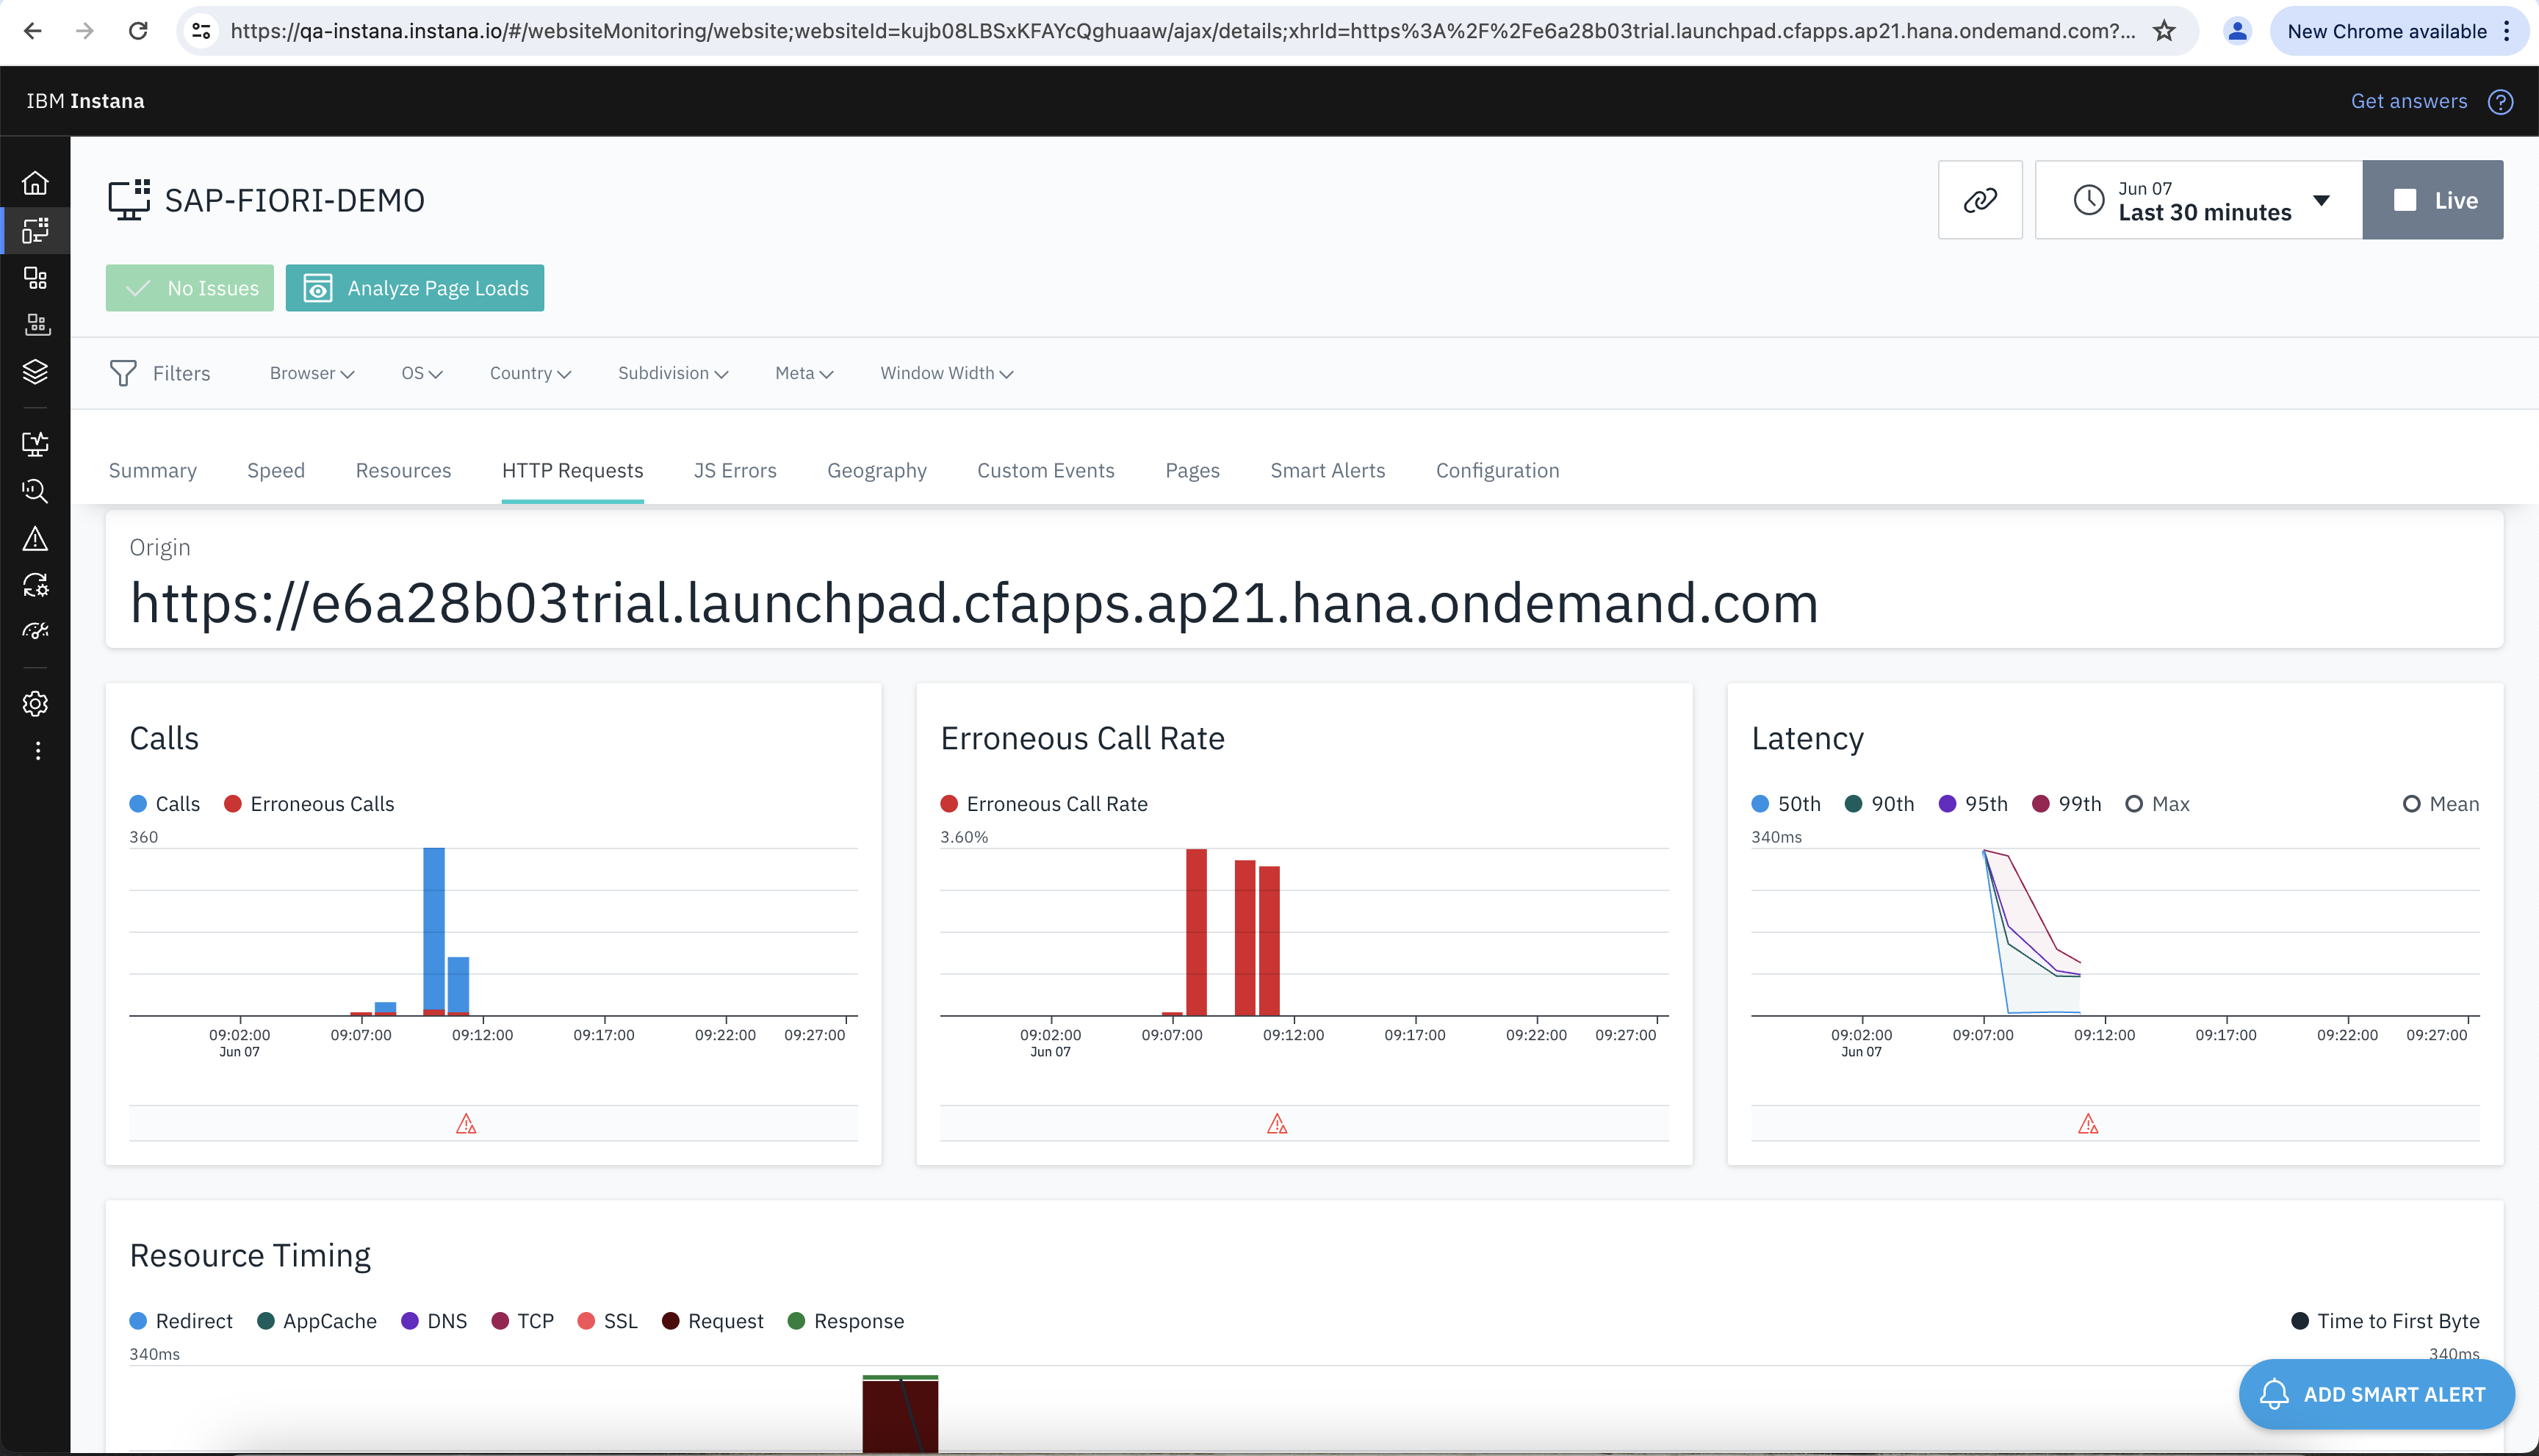 https://qa-instana.instana.io/#/websiteMonitoring/website;websiteId=kujb08LBSxKFAYcQghuaaw/ajax/details;xhrId=https%3A%2F%2Fe6a28b03trial.launchpad.cfapps.ap21.hana.ondemand.com?...
New Chrome available
IBM Instana
Get answers
SAP-FIORI-DEMO
Jun 07
Last 30 minutes
Live
No Issues
Analyze Page Loads
Filters Browser OS Country Subdivision Meta Window Width
Summary Speed Resources HTTP Requests JS Errors Geography Custom Events Pages Smart Alerts Configuration
Origin
https://e6a28b03trial.launchpad.cfapps.ap21.hana.ondemand.com
Calls
Calls Erroneous Calls
360
09:02:00 09:07:00 09:12:00 09:17:00 09:22:00 09:27:00
Jun 07
Erroneous Call Rate
Erroneous Call Rate
3.60%
09:02:00 09:07:00 09:12:00 09:17:00 09:22:00 09:27:00
Jun 07
Latency
50th 90th 95th 99th Max Mean
340ms
09:02:00 09:07:00 09:12:00 09:17:00 09:22:00 09:27:00
Jun 07
Resource Timing
Redirect AppCache DNS TCP SSL Request Response Time to First Byte
340ms 340ms
ADD SMART ALERT